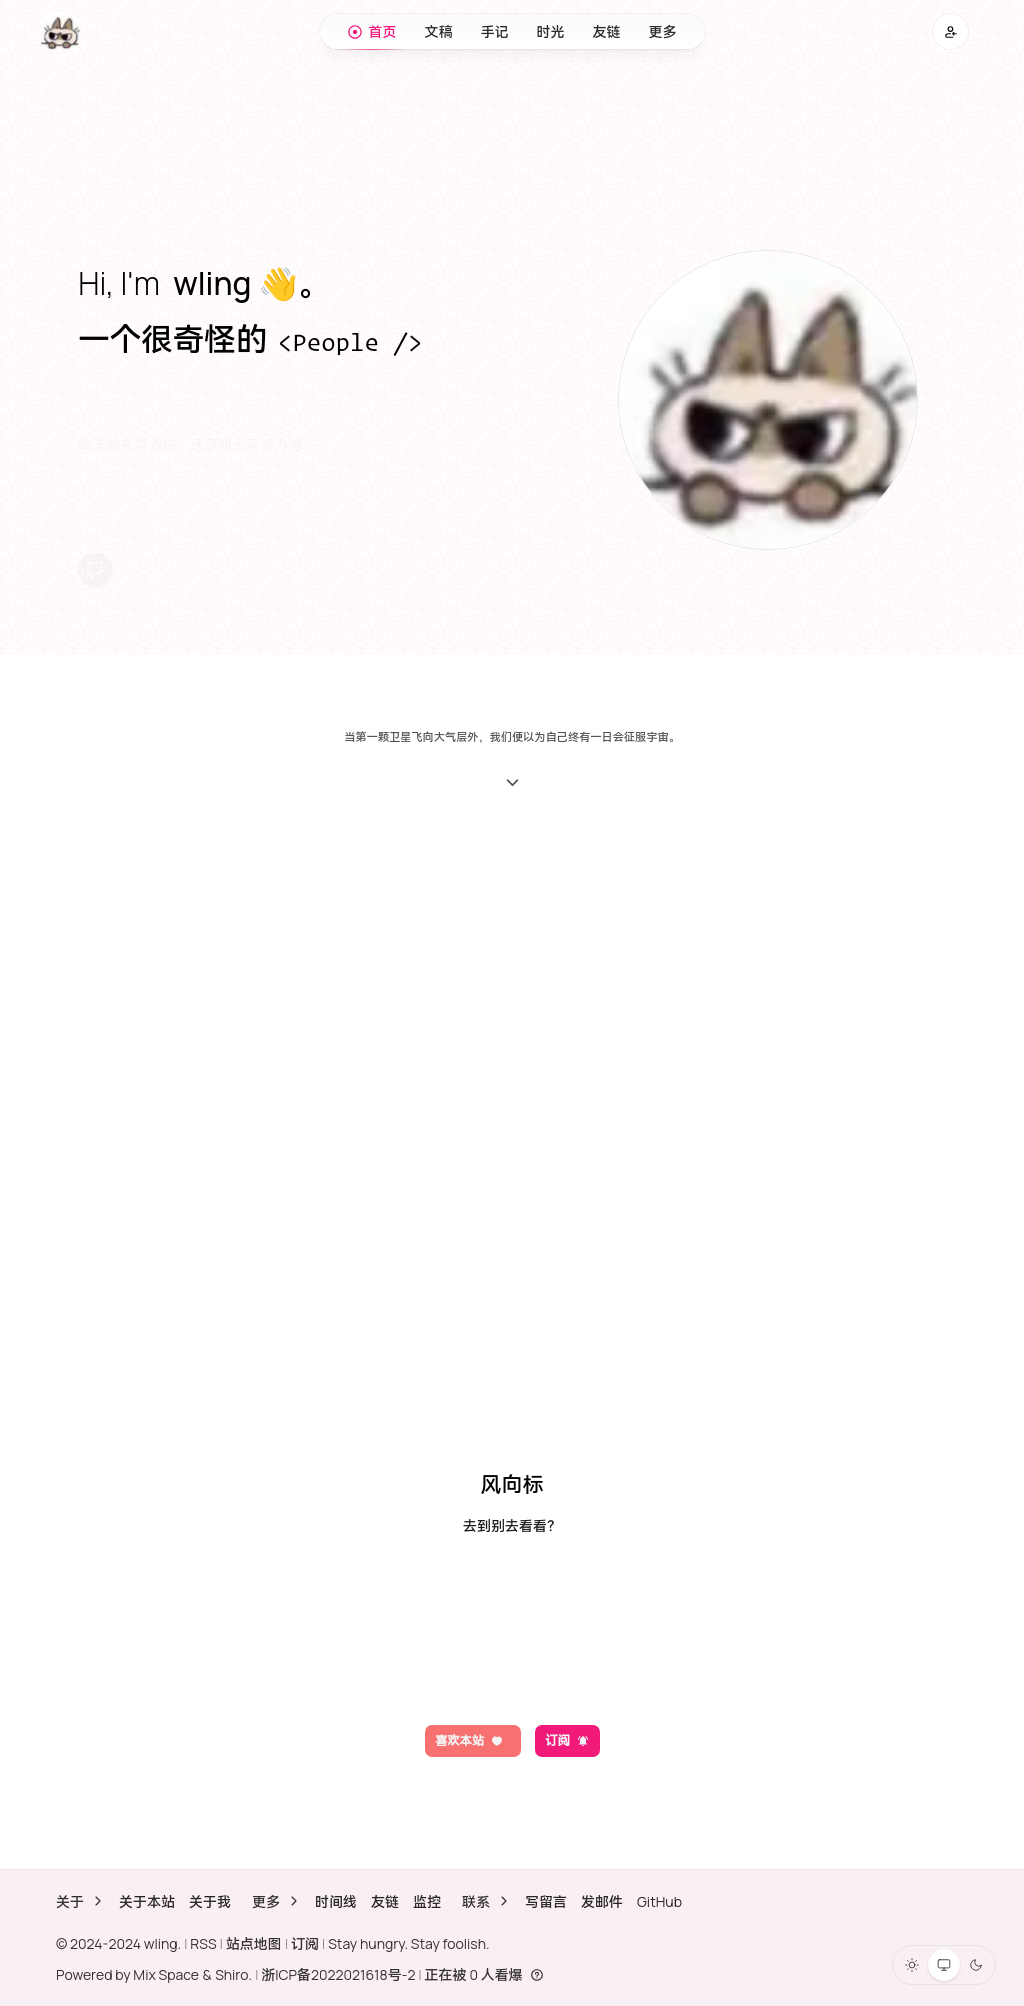 首页 文稿 手记 时光 友链 更多
Hi, I'm wling 👋。
一个很奇怪的 <People />
当第一颗卫星飞向大气层外，我们便以为自己终有一日会征服宇宙。
风向标
去到别去看看？
喜欢本站 订阅
关于 > 关于本站 关于我 更多 > 时间线 友链 监控 联系 > 写留言 发邮件 GitHub
© 2024-2024 wling. | RSS | 站点地图 | 订阅 | Stay hungry. Stay foolish.
Powered by Mix Space & Shiro. | 浙ICP备2022021618号-2 | 正在被 0 人看爆